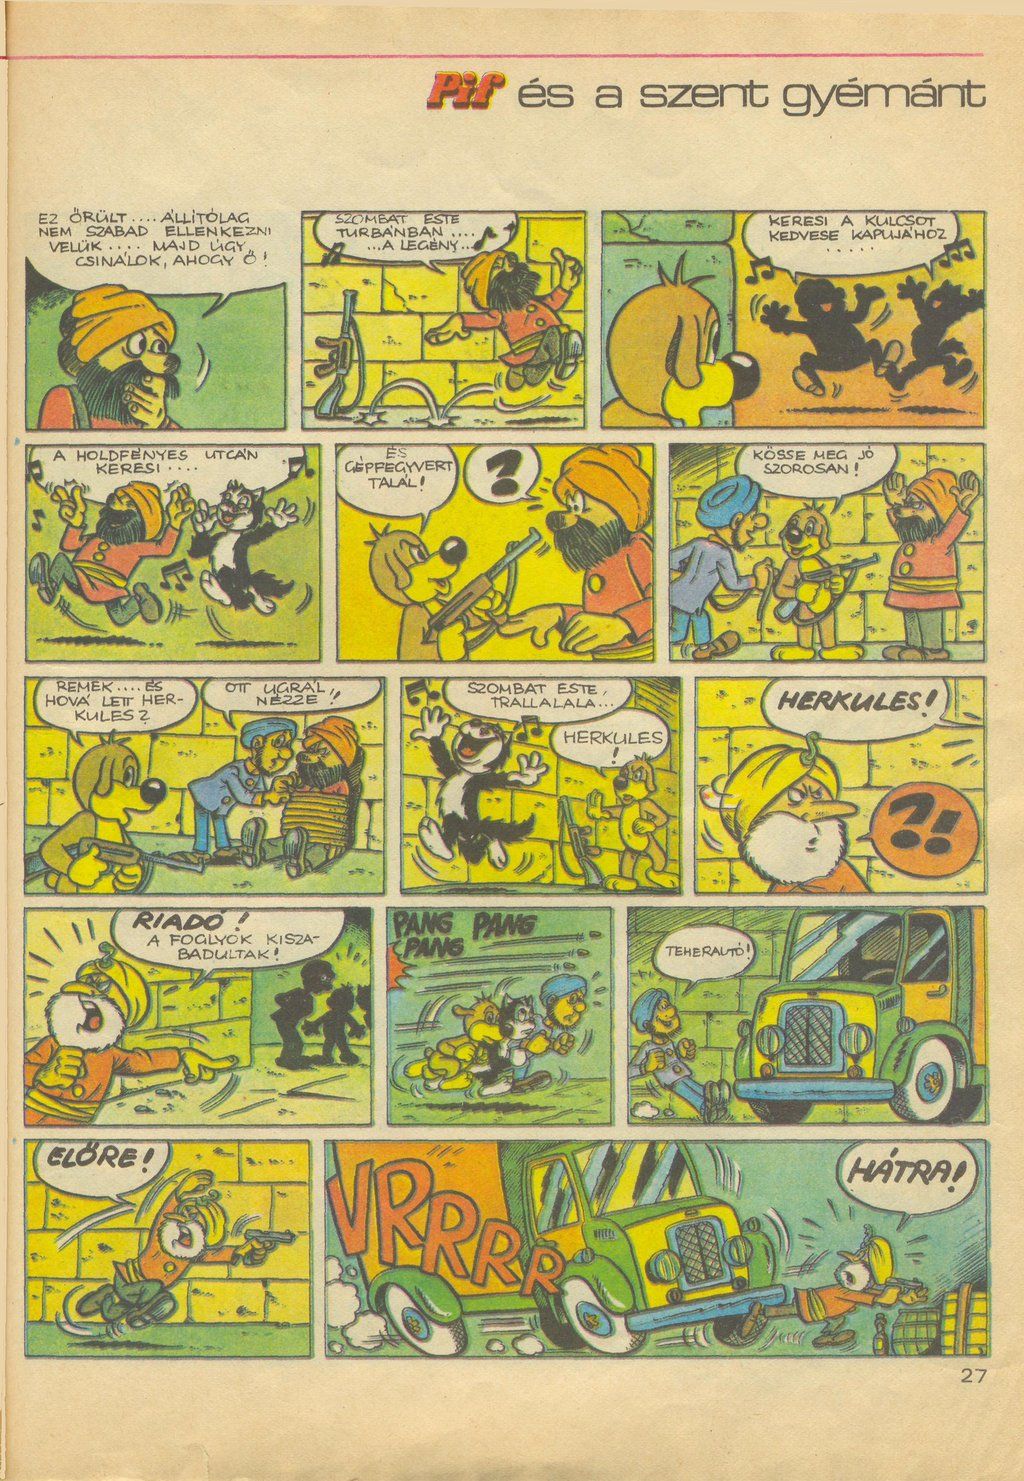 Pif és a szent gyémánt
EZ ŐRÜLT.... ÁLLÍTÓLAG
NEM SZABAD ELLENKEZNI
VELÜK.... MAJD ÚGY
CSINÁLOK, AHOGY Ő!
SZOMBAT ESTE
TURBÁNBAN....
...A LEGÉNY...
KERESI A KULCSOT
KEDVESE KAPUJÁHOZ
.....
A HOLDFÉNYES UTCÁN
KERESI....
ÉS
GÉPFEGYVERT
TALÁL!
?
KÖSSE MEG JÓ
SZOROSAN!
REMEK....ÉS
HOVÁ LETT HER-
KULES?
OTT UGRÁL,
NÉZZE!
SZOMBAT ESTE,
TRALLALALA...
HERKULES
!
HERKULES!
?!
RIADÓ!
A FOGLYOK KISZA-
BADULTAK!
PANG PANG
PANG
TEHERAUTÓ!
ELŐRE!
VRRRRR
HÁTRA!
27